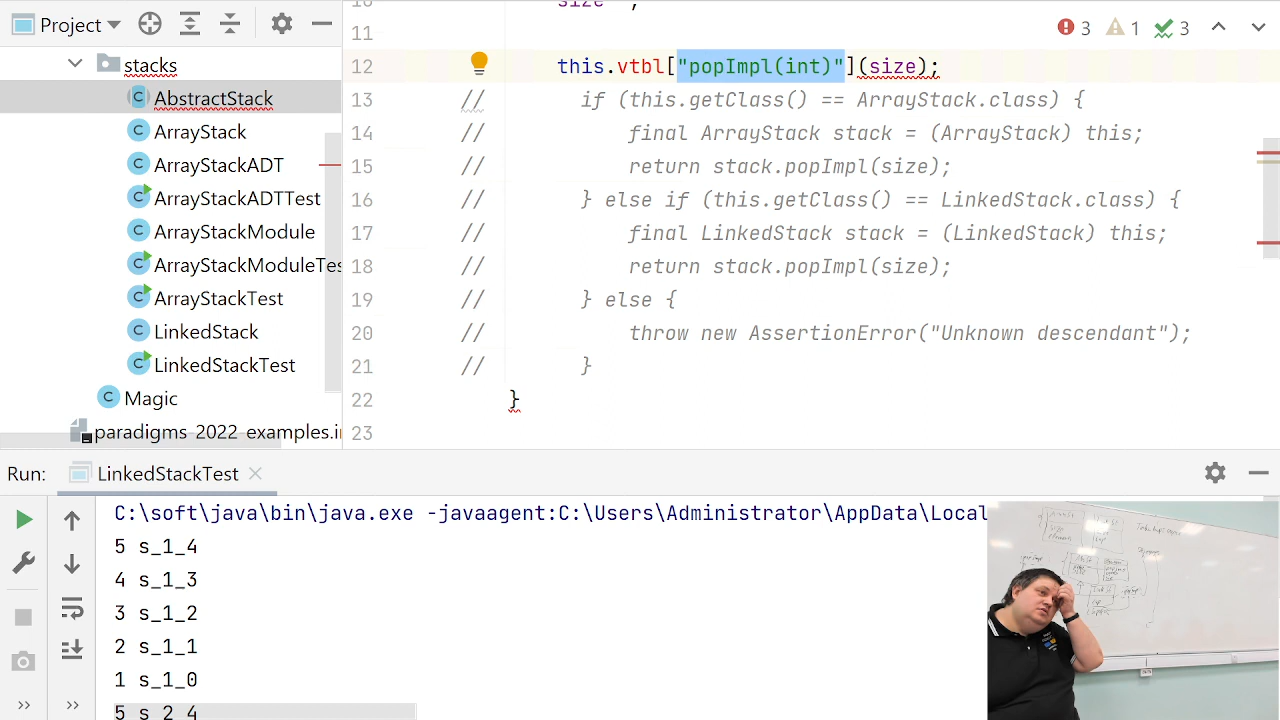 Project
stacks
AbstractStack
ArrayStack
ArrayStackADT
ArrayStackADTTest
ArrayStackModule
ArrayStackModuleTes
ArrayStackTest
LinkedStack
LinkedStackTest
Magic
paradigms-2022-examples.i
10 size--;
11
12 this.vtbl["popImpl(int)"](size);
13 // if (this.getClass() == ArrayStack.class) {
14 // final ArrayStack stack = (ArrayStack) this;
15 // return stack.popImpl(size);
16 // } else if (this.getClass() == LinkedStack.class) {
17 // final LinkedStack stack = (LinkedStack) this;
18 // return stack.popImpl(size);
19 // } else {
20 // throw new AssertionError("Unknown descendant");
21 // }
22 }
23
3 1 3
Run: LinkedStackTest
C:\soft\java\bin\java.exe -javaagent:C:\Users\Administrator\AppData\Local
5 s_1_4
4 s_1_3
3 s_1_2
2 s_1_1
1 s_1_0
5 s_2_4